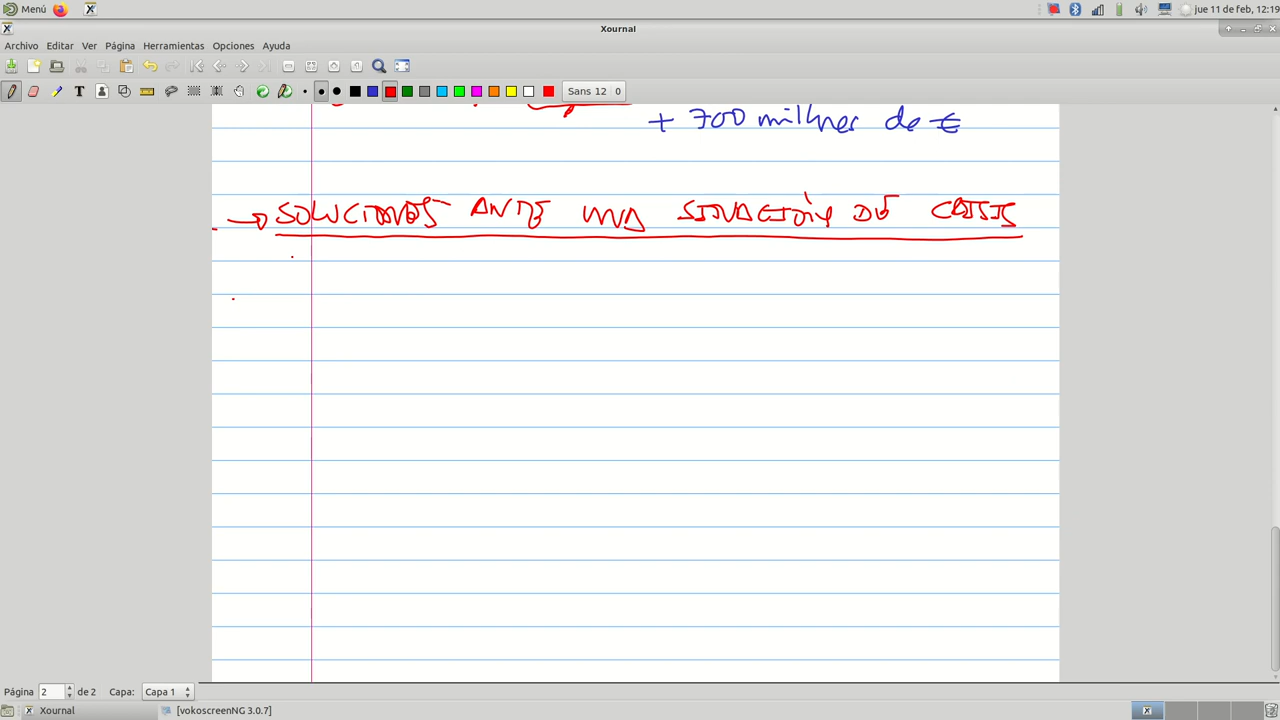 Menú jue 11 de feb, 12:19
Xournal
Archivo Editar Ver Página Herramientas Opciones Ayuda
Sans 12 0
+ 700 millnes de €
→ SOLUCIONES ANTE UNA SITUACIÓN DE CRISIS
Página 2 de 2 Capa: Capa 1
Xournal [vokoscreenNG 3.0.7]